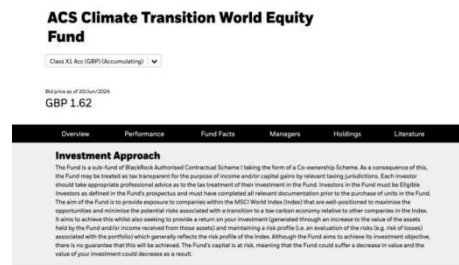 ACS Climate Transition World Equity
Fund
Class X1 Acc (GBP) (Accumulating)
Bid price as of 20/Jun/2024
GBP 1.62
Overview Performance Fund Facts Managers Holdings Literature
Investment Approach
The Fund is a sub-fund of BlackRock Authorised Contractual Scheme I taking the form of a Co-ownership Scheme. As a consequence of this,
the Fund may be treated as tax transparent for the purpose of income and/or capital gains by relevant taxing jurisdictions. Each investor
should take appropriate professional advice as to the tax treatment of their investment in the Fund. Investors in the Fund must be Eligible
Investors as defined in the Fund's prospectus and must have completed all relevant documentation prior to the purchase of units in the Fund.
The aim of the Fund is to provide exposure to companies within the MSCI World Index (Index) that are well-positioned to maximise the
opportunities and minimise the potential risks associated with a transition to a low carbon economy relative to other companies in the Index.
It aims to achieve this whilst also seeking to provide a return on your investment (generated through an increase to the value of the assets
held by the Fund and/or income received from those assets) and maintaining a risk profile (i.e. an evaluation of the risks (e.g. risk of losses)
associated with the portfolio) which generally reflects the risk profile of the Index. Although the Fund aims to achieve its investment objective,
there is no guarantee that this will be achieved. The Fund's capital is at risk, meaning that the Fund could suffer a decrease in value and the
value of your investment could decrease as a result.